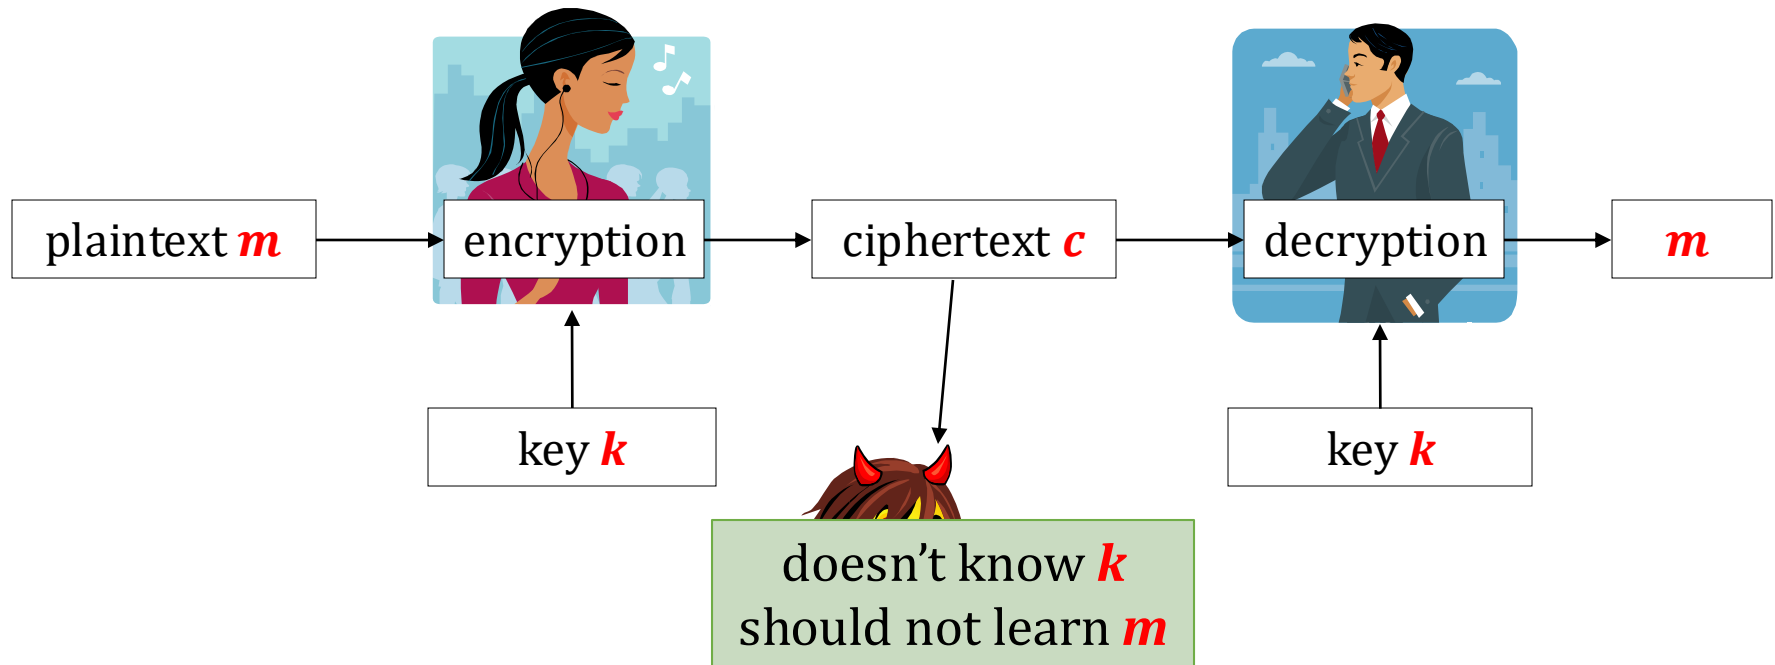 plaintext m
encryption
ciphertext c
decryption
m
key k
key k
doesn’t know k
should not learn m